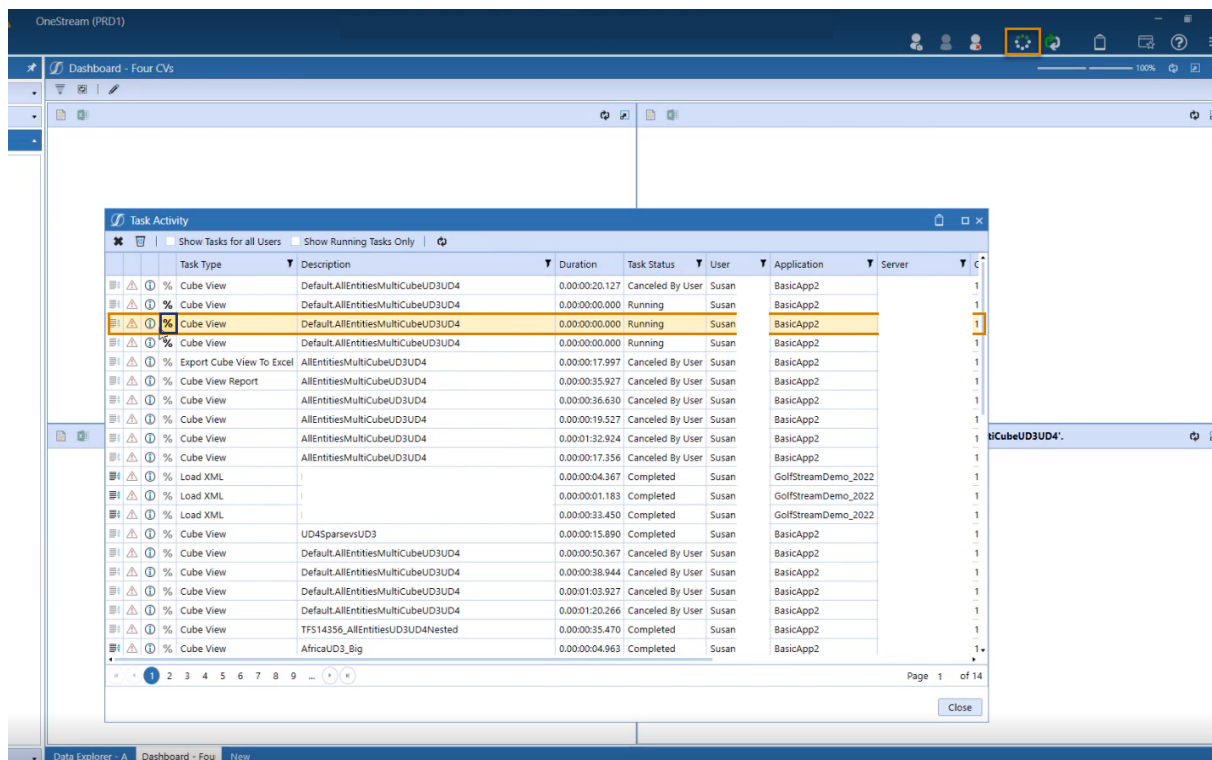 OneStream (PRD1)
100%
Dashboard - Four CVs
Task Activity
Show Tasks for all Users Show Running Tasks Only
Task Type Description Duration Task Status User Application Server
% Cube View Default.AllEntitiesMultiCubeUD3UD4 0.00:00:20.127 Canceled By User Susan BasicApp2 1
% Cube View Default.AllEntitiesMultiCubeUD3UD4 0.00:00:00.000 Running Susan BasicApp2 1
% Cube View Default.AllEntitiesMultiCubeUD3UD4 0.00:00:00.000 Running Susan BasicApp2 1
% Cube View Default.AllEntitiesMultiCubeUD3UD4 0.00:00:00.000 Running Susan BasicApp2 1
% Export Cube View To Excel AllEntitiesMultiCubeUD3UD4 0.00:00:17.997 Canceled By User Susan BasicApp2 1
% Cube View Report AllEntitiesMultiCubeUD3UD4 0.00:00:35.927 Canceled By User Susan BasicApp2 1
% Cube View AllEntitiesMultiCubeUD3UD4 0.00:00:36.630 Canceled By User Susan BasicApp2 1
% Cube View AllEntitiesMultiCubeUD3UD4 0.00:00:19.527 Canceled By User Susan BasicApp2 1
% Cube View AllEntitiesMultiCubeUD3UD4 0.00:01:32.924 Canceled By User Susan BasicApp2 1 tiCubeUD3UD4'.
% Cube View AllEntitiesMultiCubeUD3UD4 0.00:00:17.356 Canceled By User Susan BasicApp2 1
% Load XML 0.00:00:04.367 Completed Susan GolfStreamDemo_2022 1
% Load XML 0.00:00:01.183 Completed Susan GolfStreamDemo_2022 1
% Load XML 0.00:00:33.450 Completed Susan GolfStreamDemo_2022 1
% Cube View UD4SparsevsUD3 0.00:00:15.890 Completed Susan BasicApp2 1
% Cube View Default.AllEntitiesMultiCubeUD3UD4 0.00:00:50.367 Canceled By User Susan BasicApp2 1
% Cube View Default.AllEntitiesMultiCubeUD3UD4 0.00:00:38.944 Canceled By User Susan BasicApp2 1
% Cube View Default.AllEntitiesMultiCubeUD3UD4 0.00:01:03.927 Canceled By User Susan BasicApp2 1
% Cube View Default.AllEntitiesMultiCubeUD3UD4 0.00:01:20.266 Canceled By User Susan BasicApp2 1
% Cube View TFS14356_AllEntitiesUD3UD4Nested 0.00:00:35.470 Completed Susan BasicApp2 1
% Cube View AfricaUD3_Big 0.00:00:04.963 Completed Susan BasicApp2 1
1 2 3 4 5 6 7 8 9 ... Page 1 of 14
Close
Data Explorer - A Dashboard - Fou New